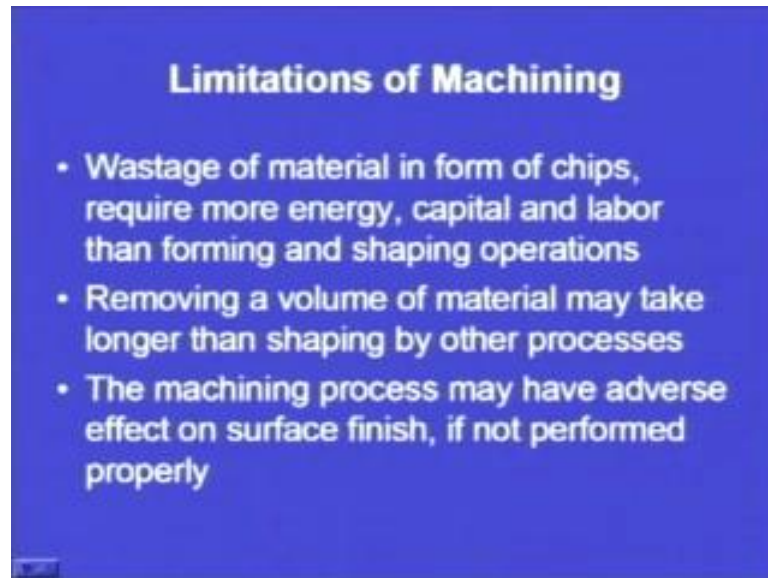 Limitations of Machining
• Wastage of material in form of chips,
require more energy, capital and labor
than forming and shaping operations
• Removing a volume of material may take
longer than shaping by other processes
• The machining process may have adverse
effect on surface finish, if not performed
properly